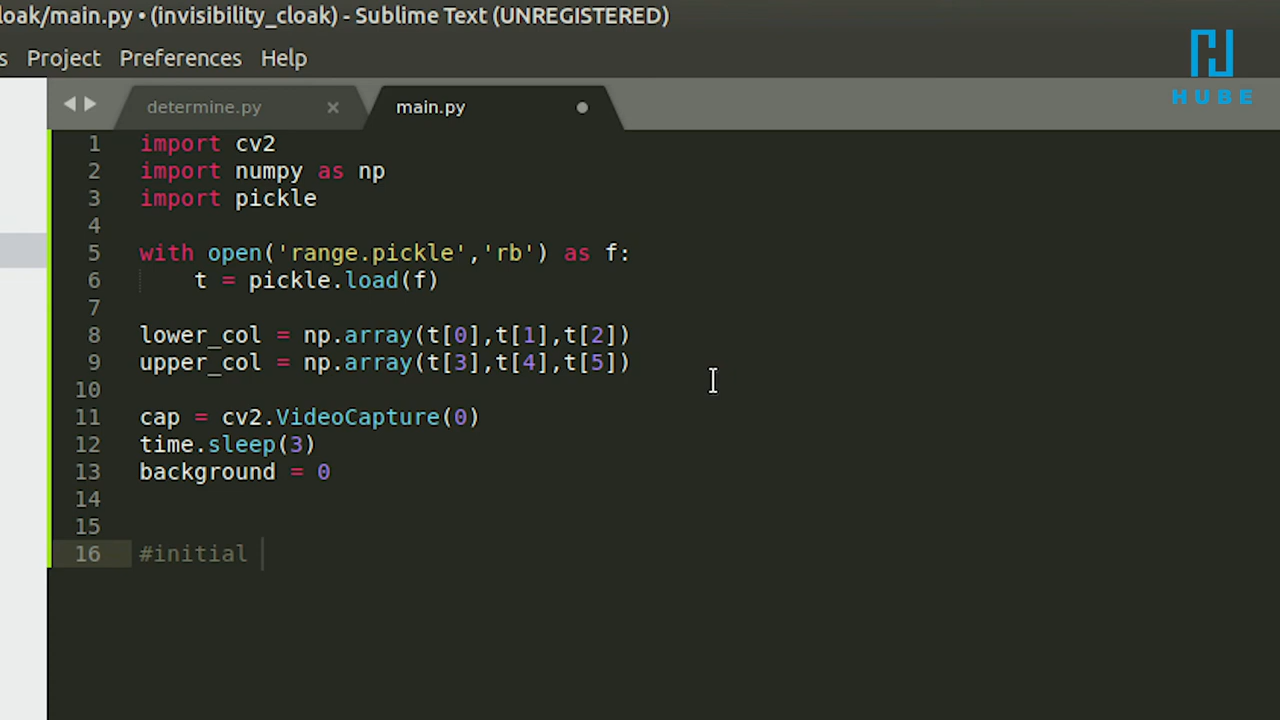 loak/main.py • (invisibility_cloak) - Sublime Text (UNREGISTERED)
s Project Preferences Help
HUBE
determine.py × main.py
1 import cv2
2 import numpy as np
3 import pickle
4
5 with open('range.pickle','rb') as f:
6     t = pickle.load(f)
7
8 lower_col = np.array(t[0],t[1],t[2])
9 upper_col = np.array(t[3],t[4],t[5])
10
11 cap = cv2.VideoCapture(0)
12 time.sleep(3)
13 background = 0
14
15
16 #initial